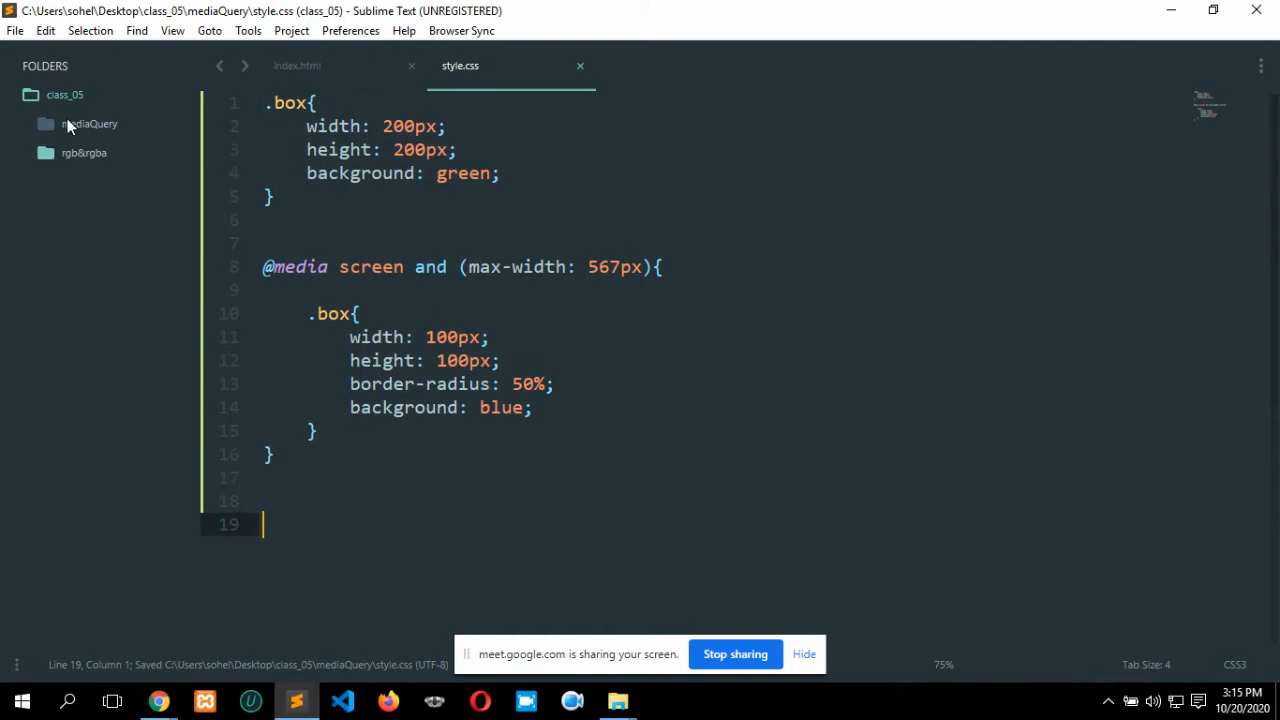 C:\Users\sohel\Desktop\class_05\mediaQuery\style.css (class_05) - Sublime Text (UNREGISTERED)
File Edit Selection Find View Goto Tools Project Preferences Help Browser Sync
FOLDERS
class_05
mediaQuery
rgb&rgba
index.html
style.css
1 .box{
2 width: 200px;
3 height: 200px;
4 background: green;
5 }
6
7
8 @media screen and (max-width: 567px){
9
10 .box{
11 width: 100px;
12 height: 100px;
13 border-radius: 50%;
14 background: blue;
15 }
16 }
17
18
19
meet.google.com is sharing your screen. Stop sharing Hide
Line 19, Column 1; Saved C:\Users\sohel\Desktop\class_05\mediaQuery\style.css (UTF-8) 75% Tab Size: 4 CSS3
3:15 PM
10/20/2020